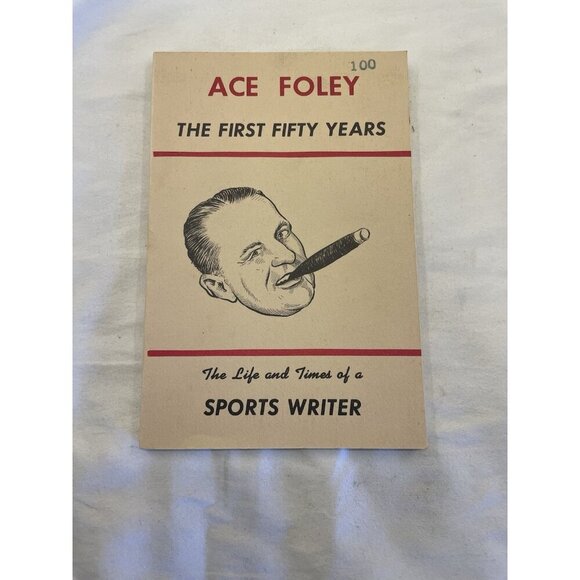 100
ACE FOLEY
THE FIRST FIFTY YEARS
The Life and Times of a
SPORTS WRITER